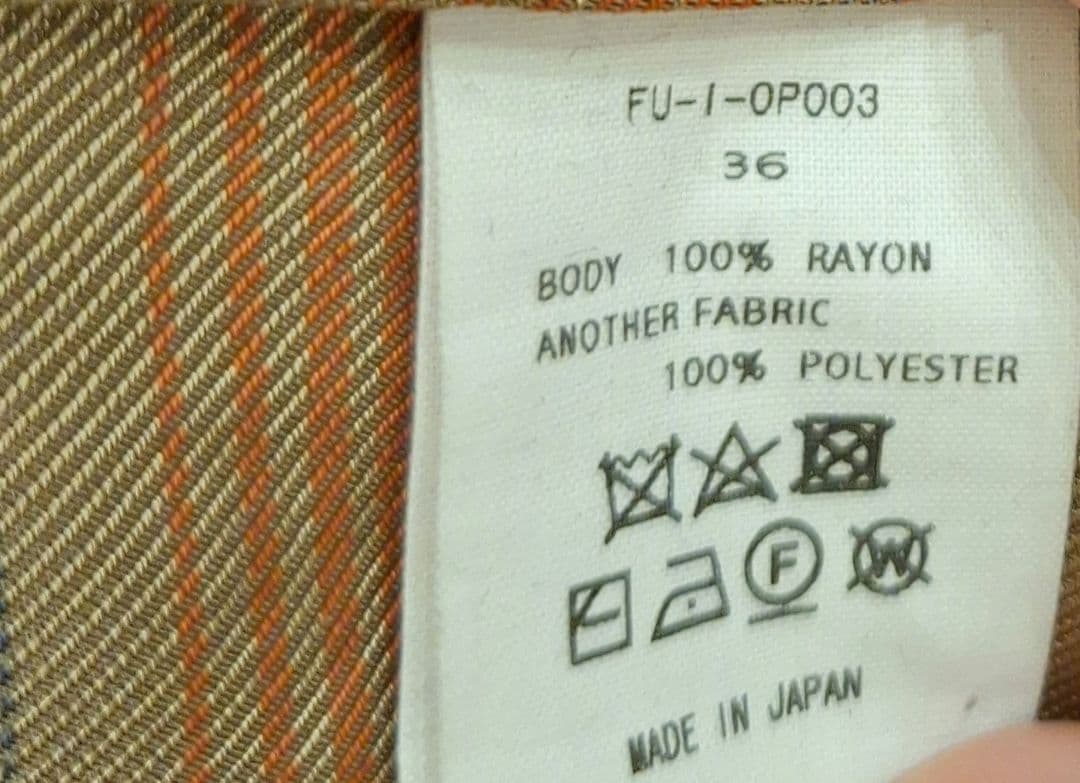 FU-1-OP003
36
BODY 100% RAYON
ANOTHER FABRIC
100% POLYESTER
F W
MADE IN JAPAN